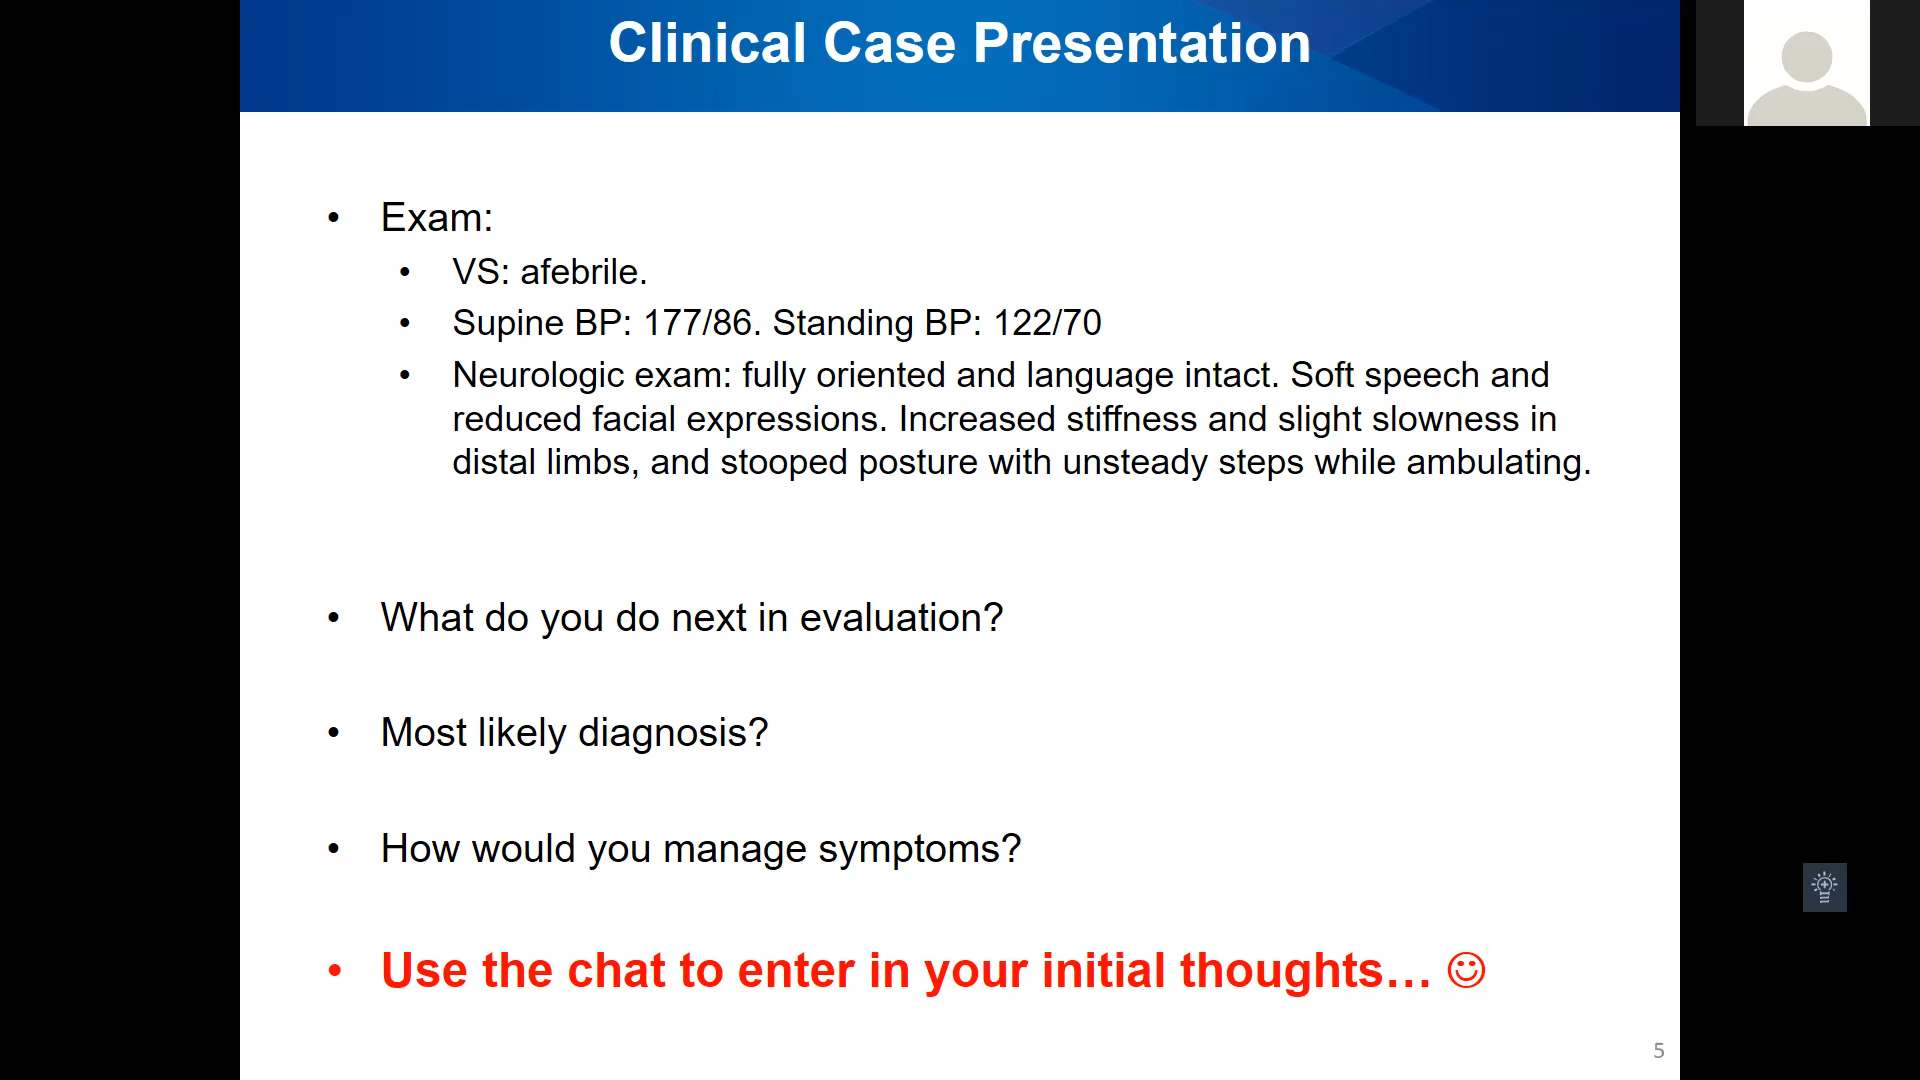 Clinical Case Presentation
• Exam:
• VS: afebrile.
• Supine BP: 177/86. Standing BP: 122/70
• Neurologic exam: fully oriented and language intact. Soft speech and
reduced facial expressions. Increased stiffness and slight slowness in
distal limbs, and stooped posture with unsteady steps while ambulating.
• What do you do next in evaluation?
• Most likely diagnosis?
• How would you manage symptoms?
• Use the chat to enter in your initial thoughts… ☺
5